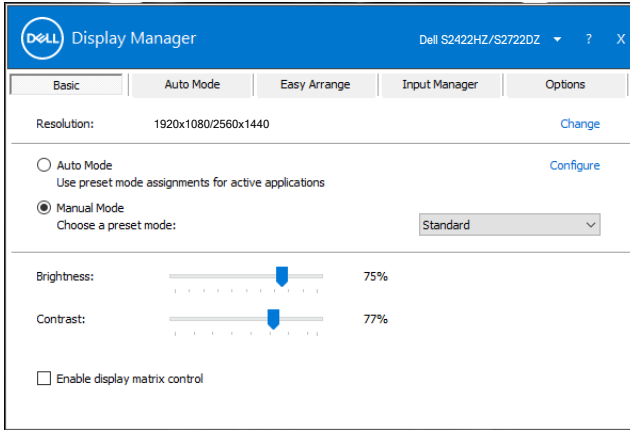 DELL Display Manager Dell S2422HZ/S2722DZ ? X
Basic Auto Mode Easy Arrange Input Manager Options
Resolution: 1920x1080/2560x1440 Change
Auto Mode Configure
Use preset mode assignments for active applications
Manual Mode
Choose a preset mode: Standard
Brightness: 75%
Contrast: 77%
Enable display matrix control